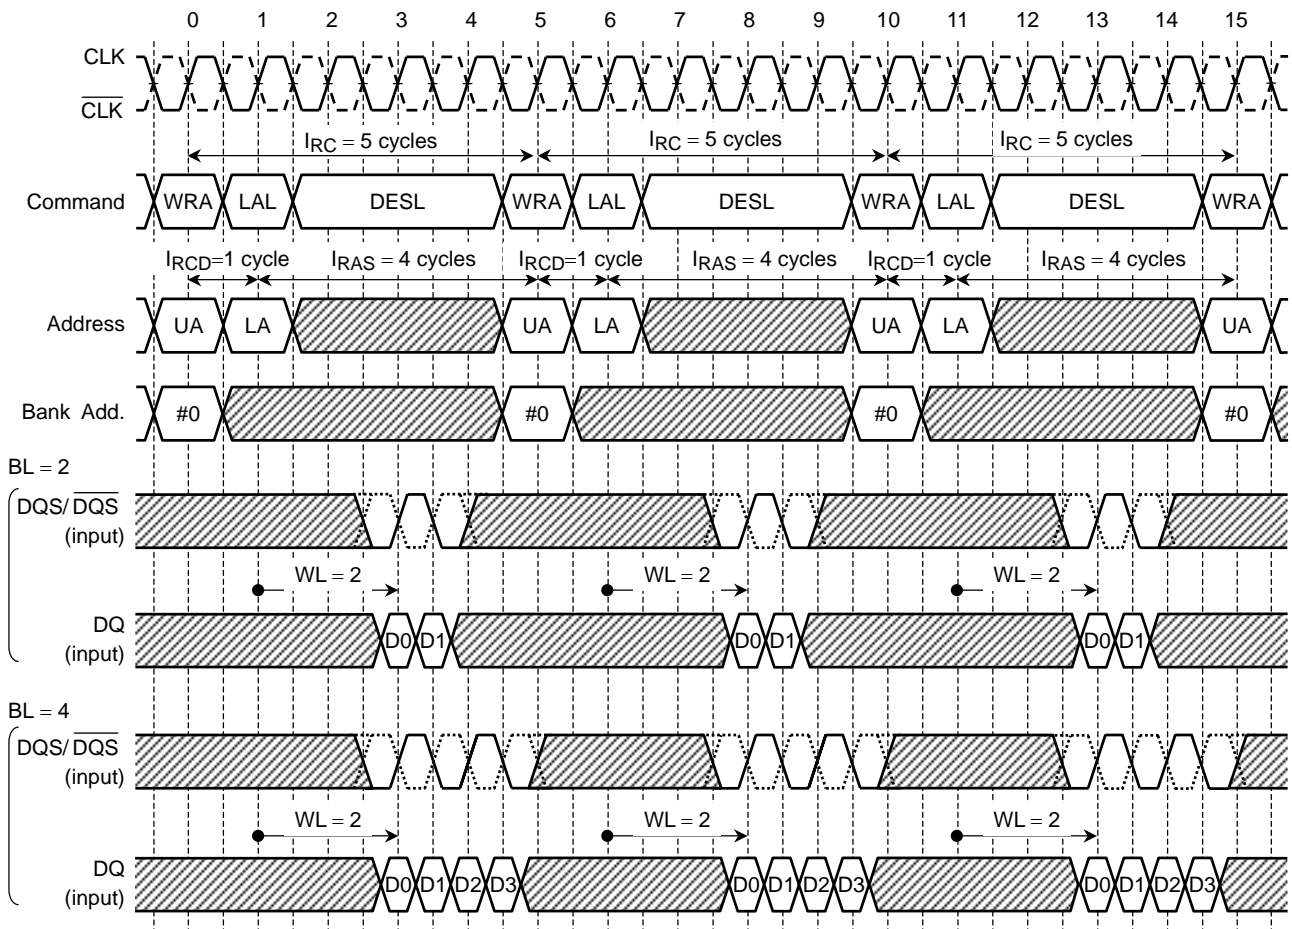 0 1 2 3 4 5 6 7 8 9 10 11 12 13 14 15
CLK
CLK
IRC = 5 cycles IRC = 5 cycles IRC = 5 cycles
Command WRA LAL DESL WRA LAL DESL WRA LAL DESL WRA
IRCD=1 cycle IRAS = 4 cycles IRCD=1 cycle IRAS = 4 cycles IRCD=1 cycle IRAS = 4 cycles
Address UA LA UA LA UA LA UA
Bank Add. #0 #0 #0 #0
BL = 2
DQS/ DQS
(input)
WL = 2 WL = 2 WL = 2
DQ
(input)
D0 D1 D0 D1 D0 D1
BL = 4
DQS/ DQS
(input)
WL = 2 WL = 2 WL = 2
DQ
(input)
D0 D1 D2 D3 D0 D1 D2 D3 D0 D1 D2 D3